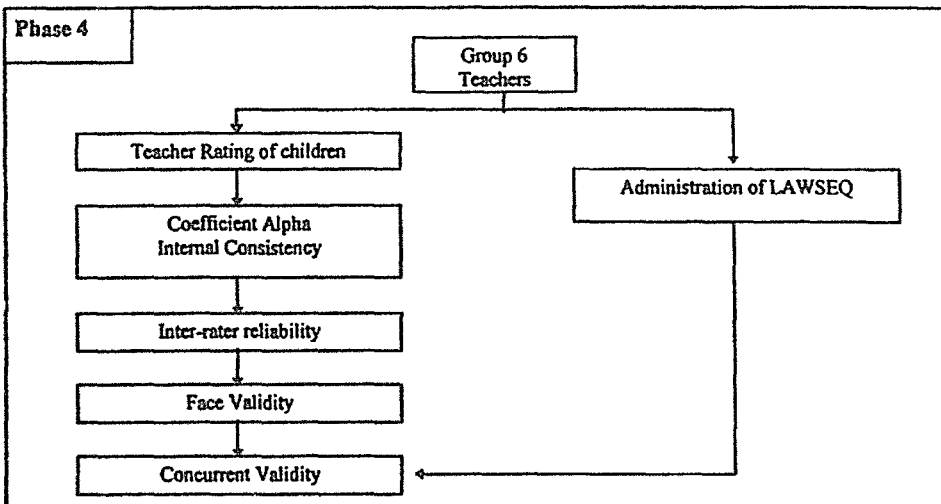 Phase 4
Group 6
Teachers
Teacher Rating of children
Administration of LAWSEQ
Coefficient Alpha
Internal Consistency
Inter-rater reliability
Face Validity
Concurrent Validity